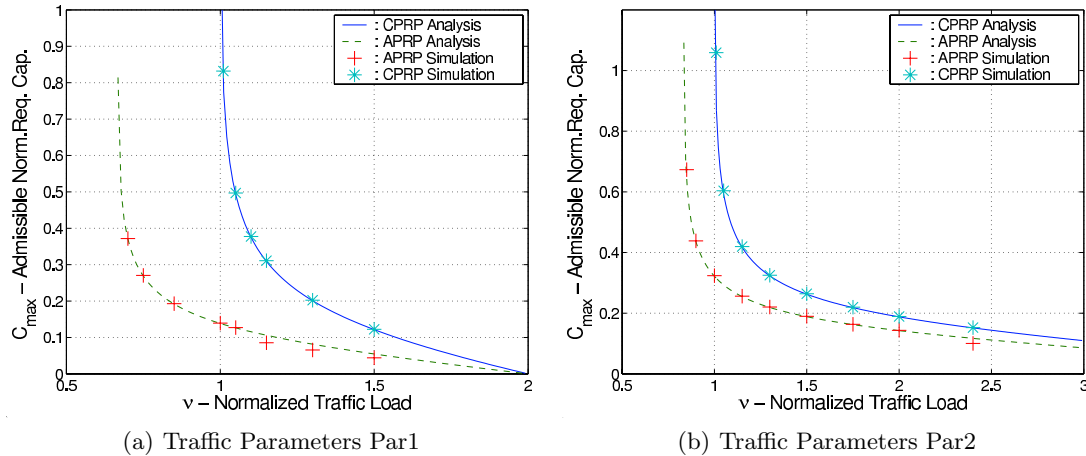 C_max – Admissible Norm.Req. Cap.
1
0.9
0.8
0.7
0.6
0.5
0.4
0.3
0.2
0.1
0
0.5
1
1.5
2
ν – Normalized Traffic Load
: CPRP Analysis
: APRP Analysis
: APRP Simulation
: CPRP Simulation
(a) Traffic Parameters Par1
C_max – Admissible Norm.Req. Cap.
1
0.8
0.6
0.4
0.2
0
0.5
1
1.5
2
2.5
3
ν – Normalized Traffic Load
: CPRP Analysis
: APRP Analysis
: APRP Simulation
: CPRP Simulation
(b) Traffic Parameters Par2